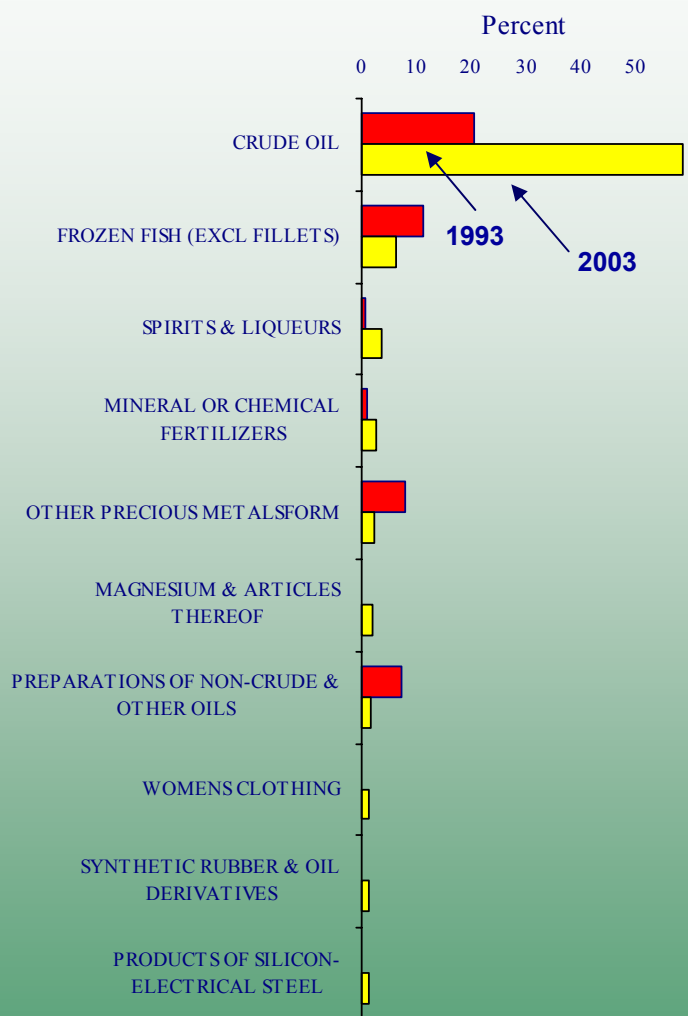 Percent
0 10 20 30 40 50
CRUDE OIL
1993
FROZEN FISH (EXCL FILLETS)
2003
SPIRITS & LIQUEURS
MINERAL OR CHEMICAL
FERTILIZERS
OTHER PRECIOUS METALSFORM
MAGNESIUM & ARTICLES
THEREOF
PREPARATIONS OF NON-CRUDE &
OTHER OILS
WOMENS CLOTHING
SYNTHETIC RUBBER & OIL
DERIVATIVES
PRODUCTS OF SILICON-
ELECTRICAL STEEL